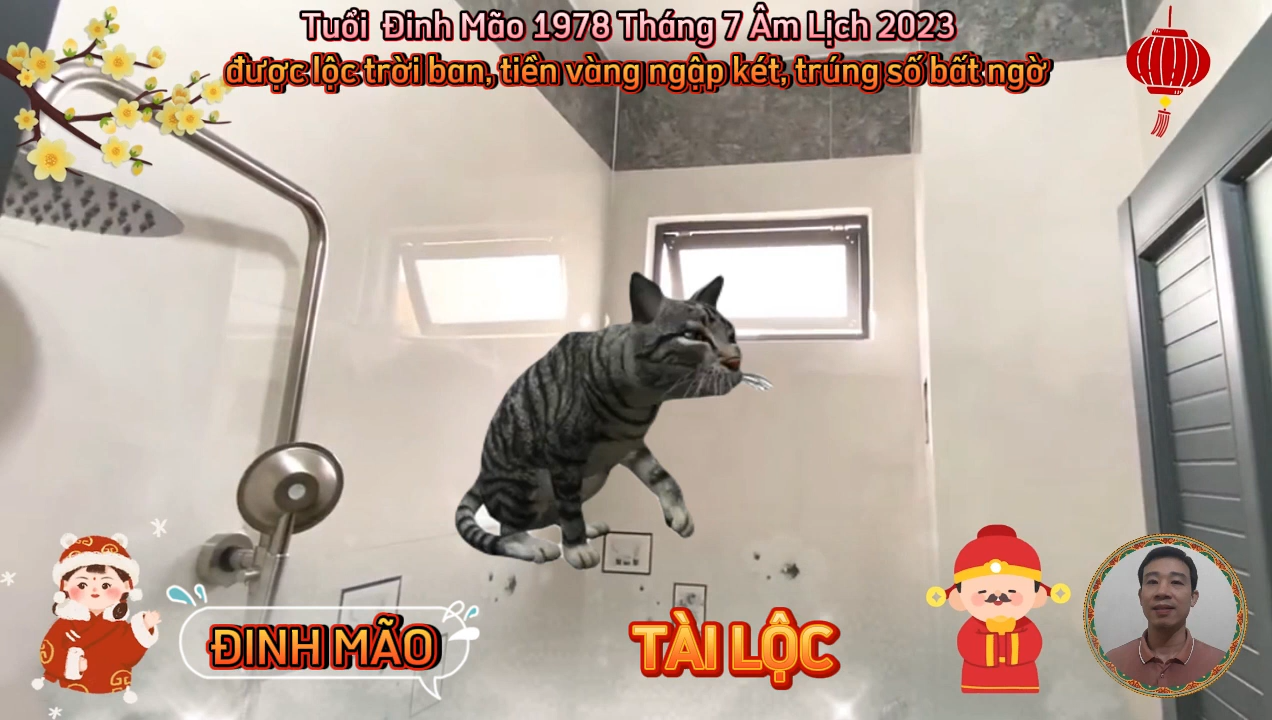 Tuổi Đinh Mão 1978 Tháng 7 Âm Lịch 2023
được lộc trời ban, tiền vàng ngập két, trúng số bất ngờ
ĐINH MÃO
TÀI LỘC